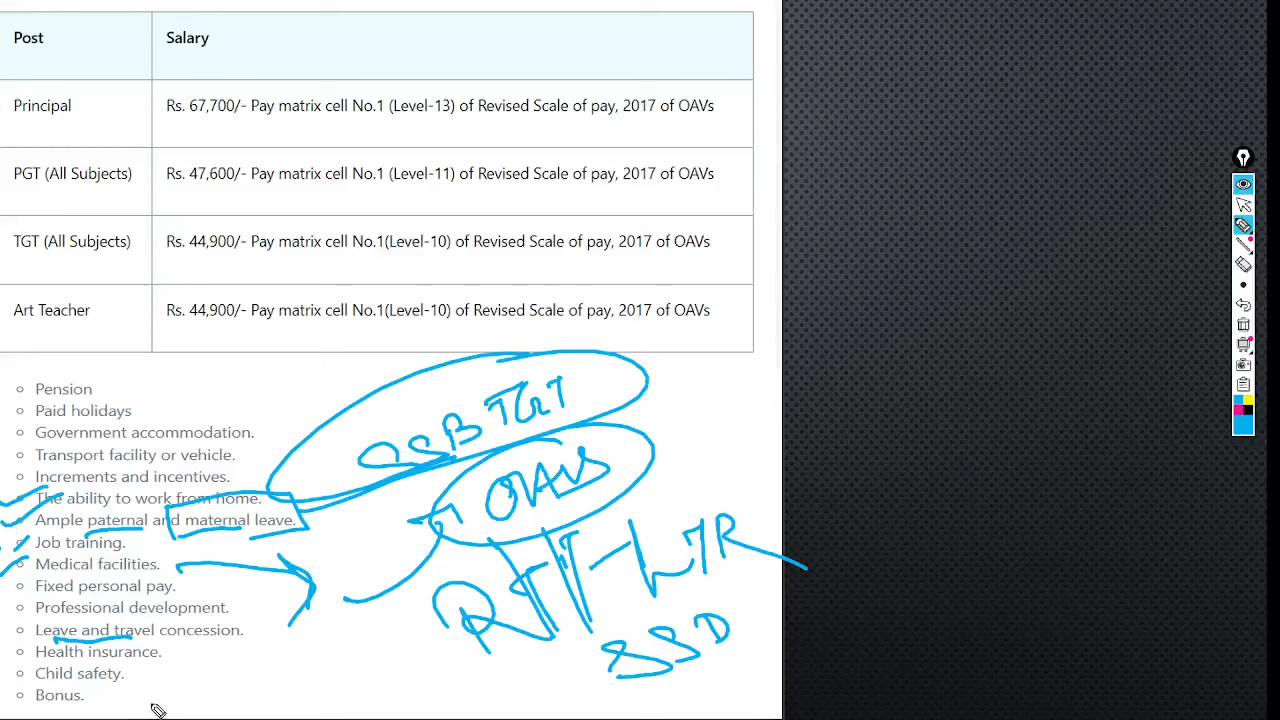 Post Salary
Principal Rs. 67,700/- Pay matrix cell No.1 (Level-13) of Revised Scale of pay, 2017 of OAVs
PGT (All Subjects) Rs. 47,600/- Pay matrix cell No.1 (Level-11) of Revised Scale of pay, 2017 of OAVs
TGT (All Subjects) Rs. 44,900/- Pay matrix cell No.1(Level-10) of Revised Scale of pay, 2017 of OAVs
Art Teacher Rs. 44,900/- Pay matrix cell No.1(Level-10) of Revised Scale of pay, 2017 of OAVs
Pension
Paid holidays
Government accommodation.
Transport facility or vehicle.
Increments and incentives.
The ability to work from home.
Ample paternal and maternal leave.
Job training.
Medical facilities.
Fixed personal pay.
Professional development.
Leave and travel concession.
Health insurance.
Child safety.
Bonus.
SSB TGT
OAVs
SSD